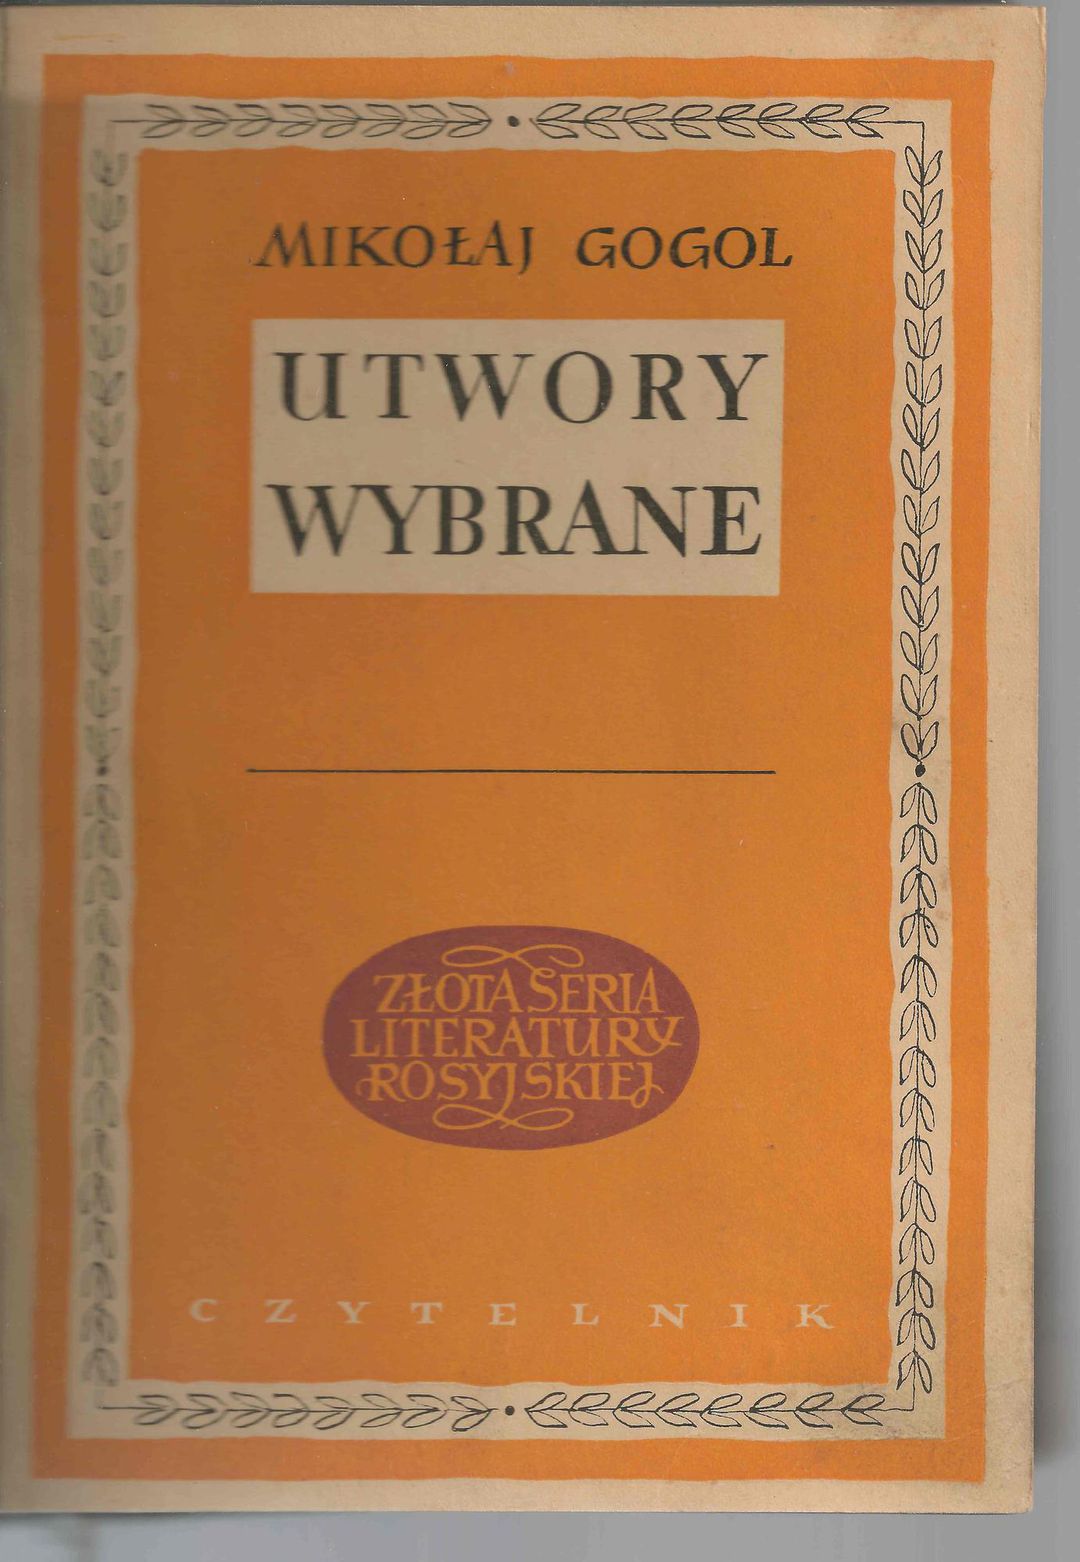 MIKOŁAJ GOGOL
UTWORY
WYBRANE
ZŁOTA SERIA
LITERATURY
ROSYJSKIEJ
CZYTELNIK